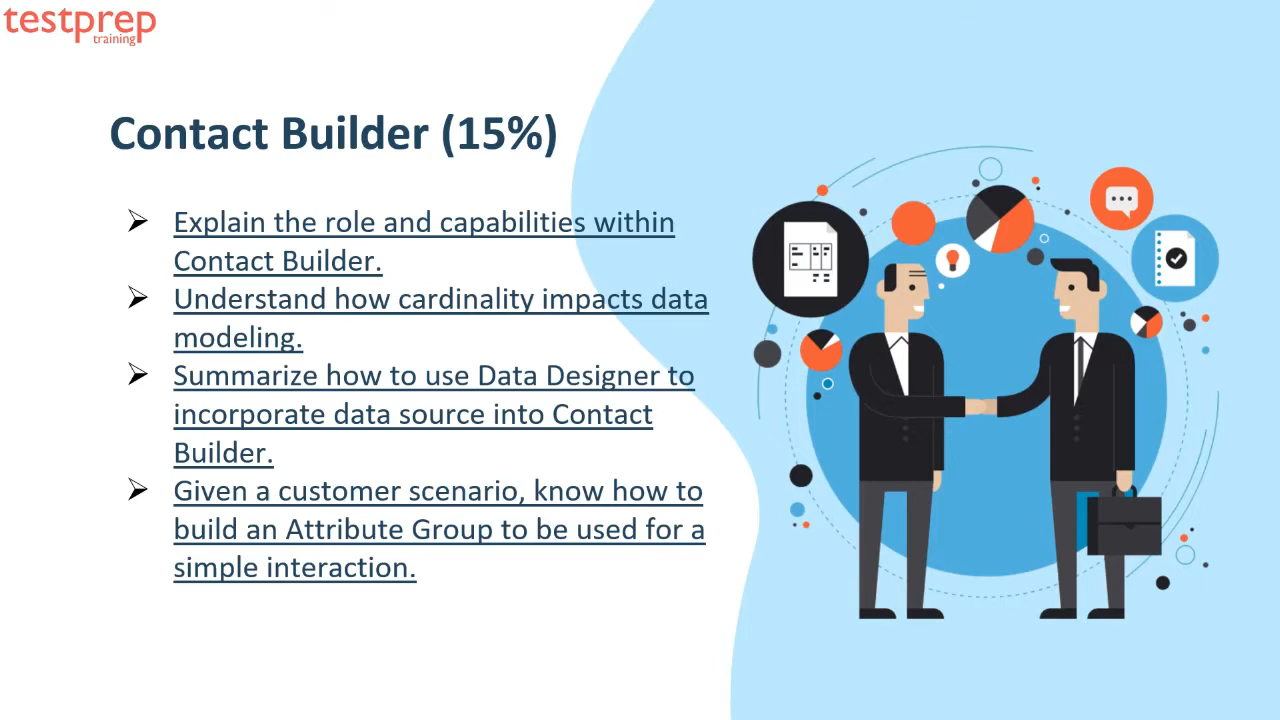 testprep
training
Contact Builder (15%)
Explain the role and capabilities within
Contact Builder.
Understand how cardinality impacts data
modeling.
Summarize how to use Data Designer to
incorporate data source into Contact
Builder.
Given a customer scenario, know how to
build an Attribute Group to be used for a
simple interaction.